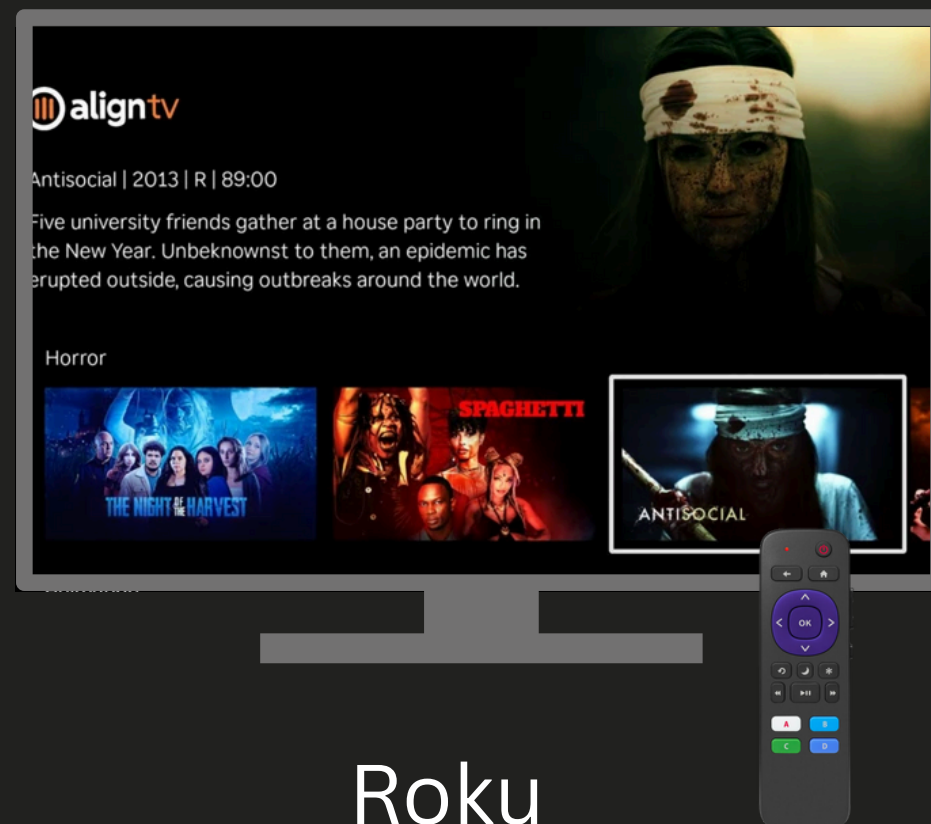 aligntv
Antisocial | 2013 | R | 89:00
Five university friends gather at a house party to ring in
the New Year. Unbeknownst to them, an epidemic has
erupted outside, causing outbreaks around the world.
Horror
THE NIGHT OF THE HARVEST
SPAGHETTI
ANTISOCIAL
OK
A B
C D
Roku